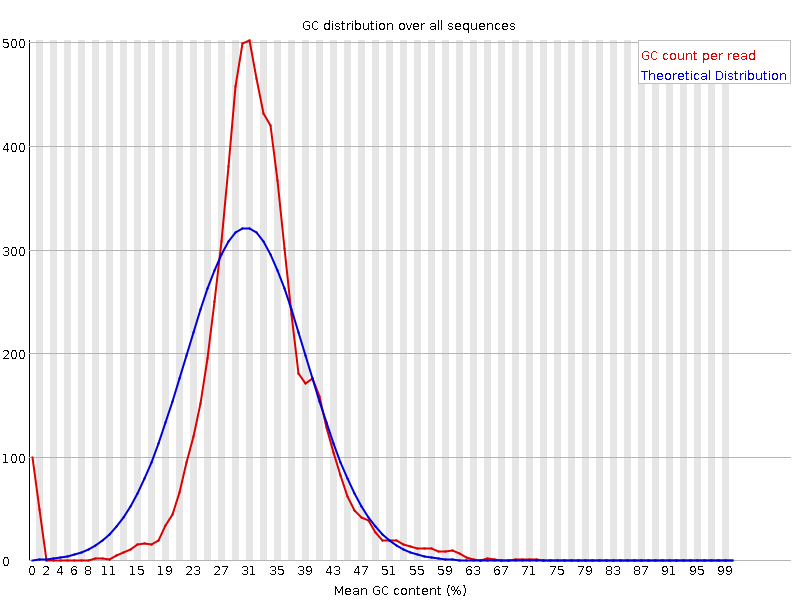 GC distribution over all sequences
GC count per read
Theoretical Distribution
500
400
300
200
100
0
0 2 4 6 8 11 15 19 23 27 31 35 39 43 47 51 55 59 63 67 71 75 79 83 87 91 95 99
Mean GC content (%)